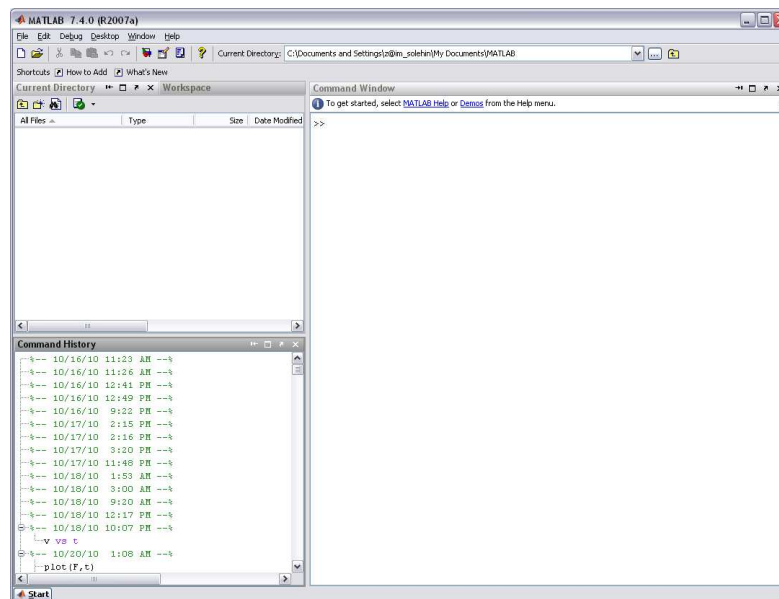 MATLAB 7.4.0 (R2007a)
File Edit Debug Desktop Window Help
Current Directory: C:\Documents and Settings\z@im_solehin\My Documents\MATLAB
Shortcuts How to Add What's New
Current Directory Workspace
All Files Type Size Date Modified
Command History
%-- 10/16/10 11:23 AM --%
%-- 10/16/10 11:26 AM --%
%-- 10/16/10 12:41 PM --%
%-- 10/16/10 12:49 PM --%
%-- 10/16/10 9:22 PM --%
%-- 10/17/10 2:15 PM --%
%-- 10/17/10 2:16 PM --%
%-- 10/17/10 3:20 PM --%
%-- 10/17/10 11:48 PM --%
%-- 10/18/10 1:53 AM --%
%-- 10/18/10 3:00 AM --%
%-- 10/18/10 9:20 AM --%
%-- 10/18/10 12:17 PM --%
%-- 10/18/10 10:07 PM --%
v vs t
%-- 10/20/10 1:08 AM --%
plot(F,t)
Command Window
To get started, select MATLAB Help or Demos from the Help menu.
>>
Start